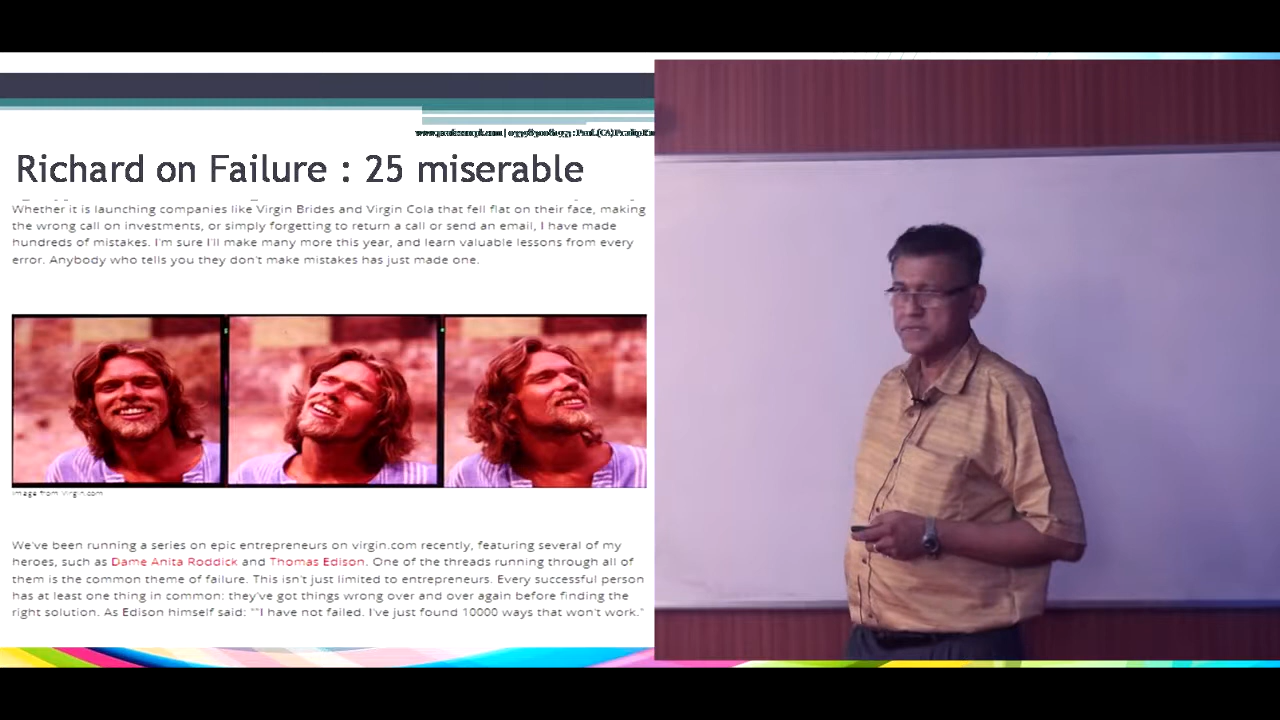 Richard on Failure : 25 miserable
Whether it is launching companies like Virgin Brides and Virgin Cola that fell flat on their face, making
the wrong call on investments, or simply forgetting to return a call or send an email, I have made
hundreds of mistakes. I'm sure I'll make many more this year, and learn valuable lessons from every
error. Anybody who tells you they don't make mistakes has just made one.
Image from Virgin.com
We've been running a series on epic entrepreneurs on virgin.com recently, featuring several of my
heroes, such as Dame Anita Roddick and Thomas Edison. One of the threads running through all of
them is the common theme of failure. This isn't just limited to entrepreneurs. Every successful person
has at least one thing in common: they've got things wrong over and over again before finding the
right solution. As Edison himself said: ""I have not failed. I've just found 10000 ways that won't work."